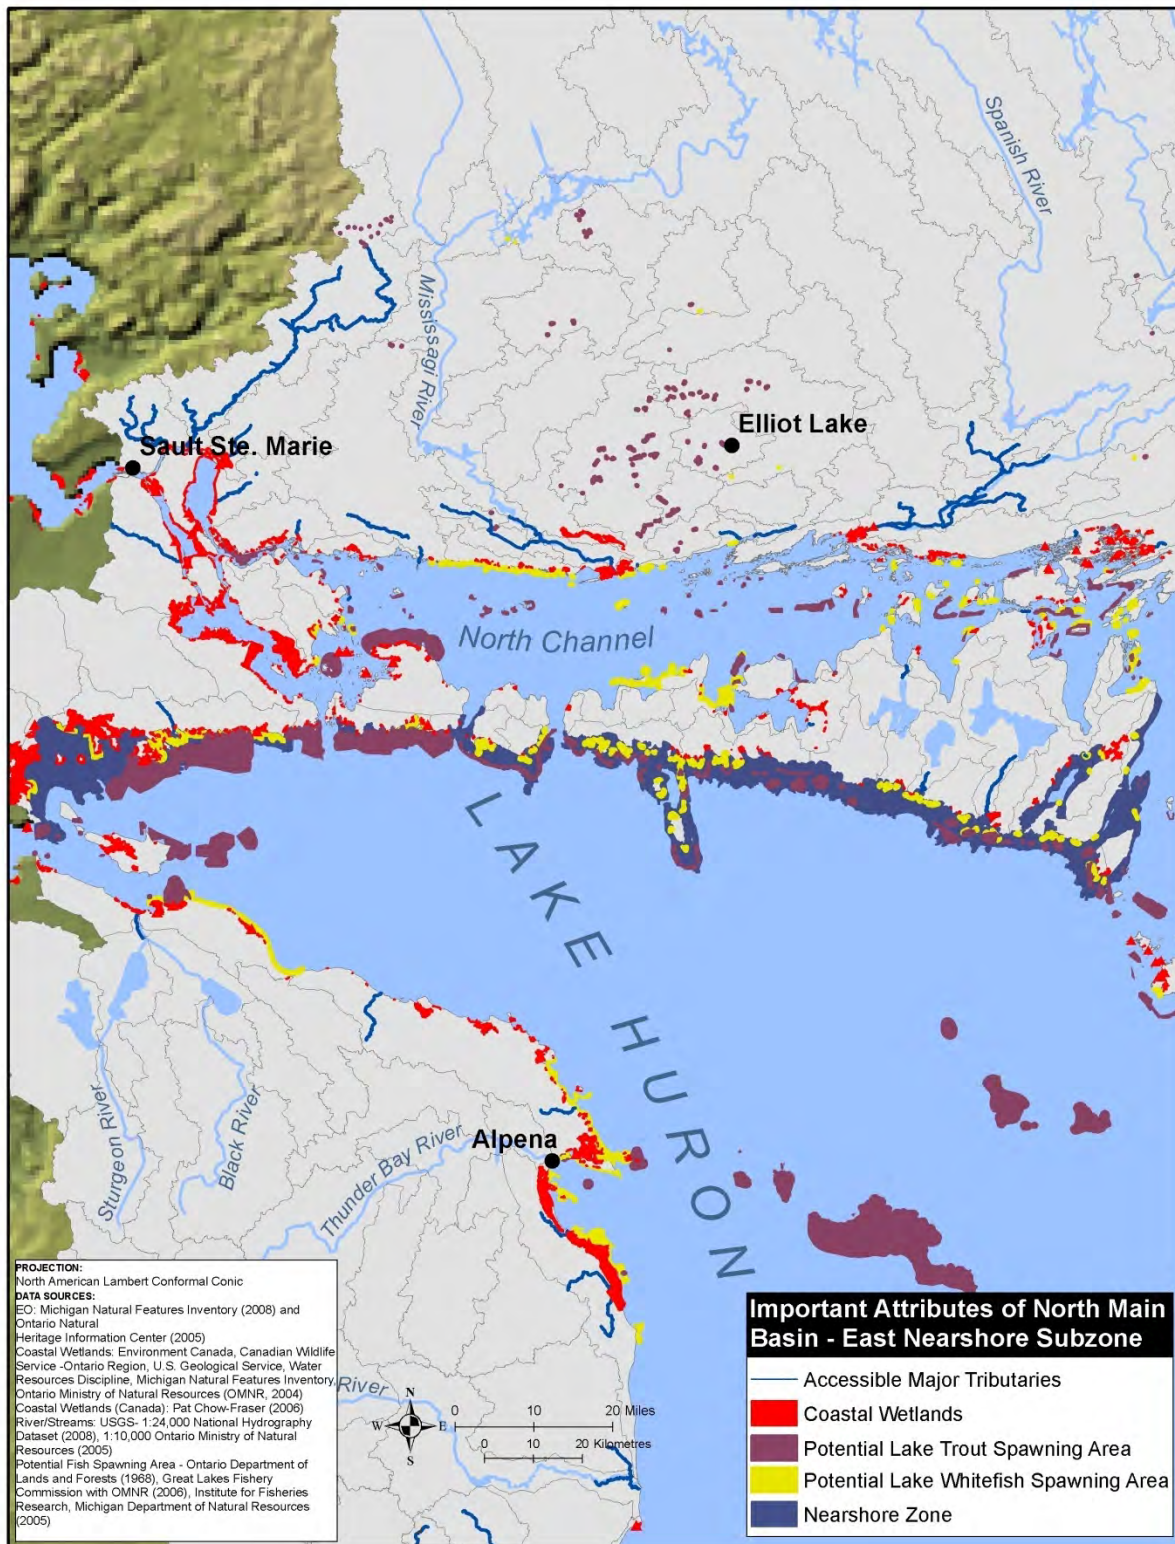 Spanish River
Mississagi River
Elliot Lake
Sault Ste. Marie
North Channel
LAKE HURON
Alpena
Thunder Bay River
Sturgeon River
Black River
River
PROJECTION:
North American Lambert Conformal Conic
DATA SOURCES:
EO: Michigan Natural Features Inventory (2008) and
Ontario Natural
Heritage Information Center (2005)
Coastal Wetlands: Environment Canada, Canadian Wildlife
Service -Ontario Region, U.S. Geological Service, Water
Resources Discipline, Michigan Natural Features Inventory,
Ontario Ministry of Natural Resources (OMNR, 2004)
Coastal Wetlands (Canada): Pat Chow-Fraser (2006)
River/Streams: USGS- 1:24,000 National Hydrography
Dataset (2008), 1:10,000 Ontario Ministry of Natural
Resources (2005)
Potential Fish Spawning Area - Ontario Department of
Lands and Forests (1968), Great Lakes Fishery
Commission with OMNR (2006), Institute for Fisheries
Research, Michigan Department of Natural Resources
(2005)
N
W E
S
0 10 20 Miles
0 10 20 Kilometres
Important Attributes of North Main
Basin - East Nearshore Subzone
Accessible Major Tributaries
Coastal Wetlands
Potential Lake Trout Spawning Area
Potential Lake Whitefish Spawning Area
Nearshore Zone